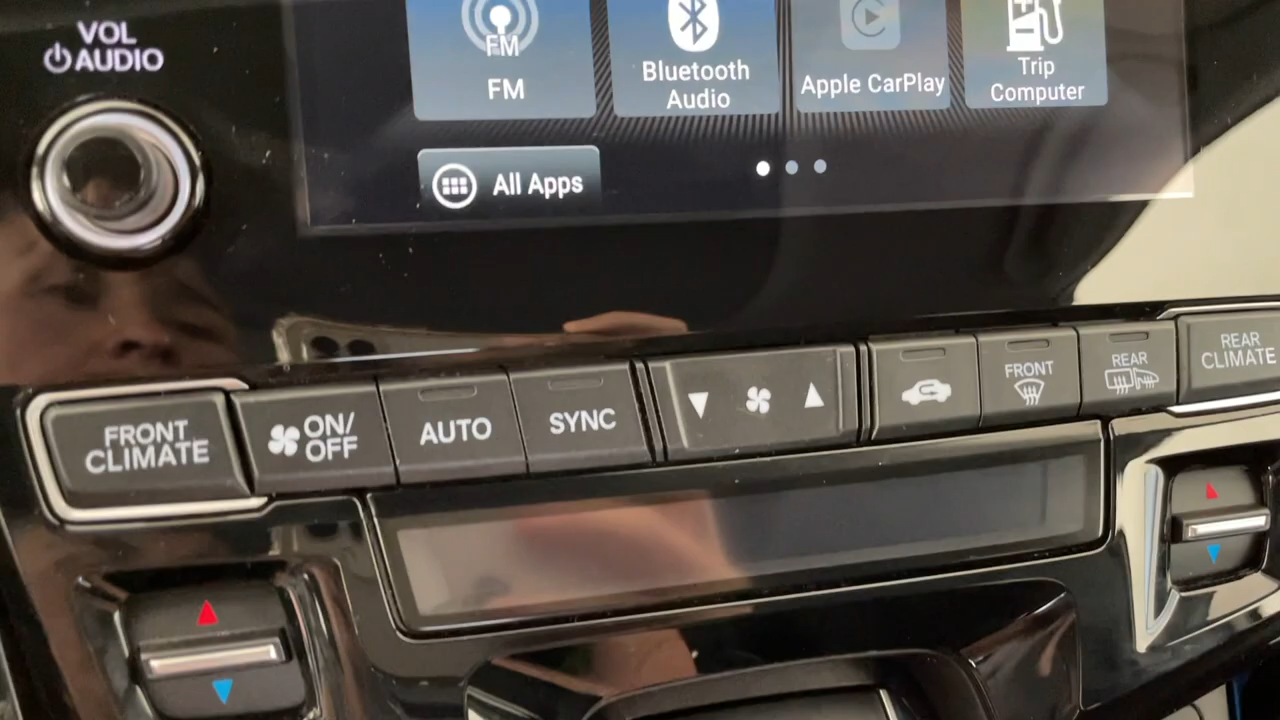 VOL
AUDIO
FM
FM
Bluetooth
Audio
Apple CarPlay
Trip
Computer
All Apps
FRONT
CLIMATE
ON/
OFF
AUTO
SYNC
FRONT
REAR
REAR
CLIMATE